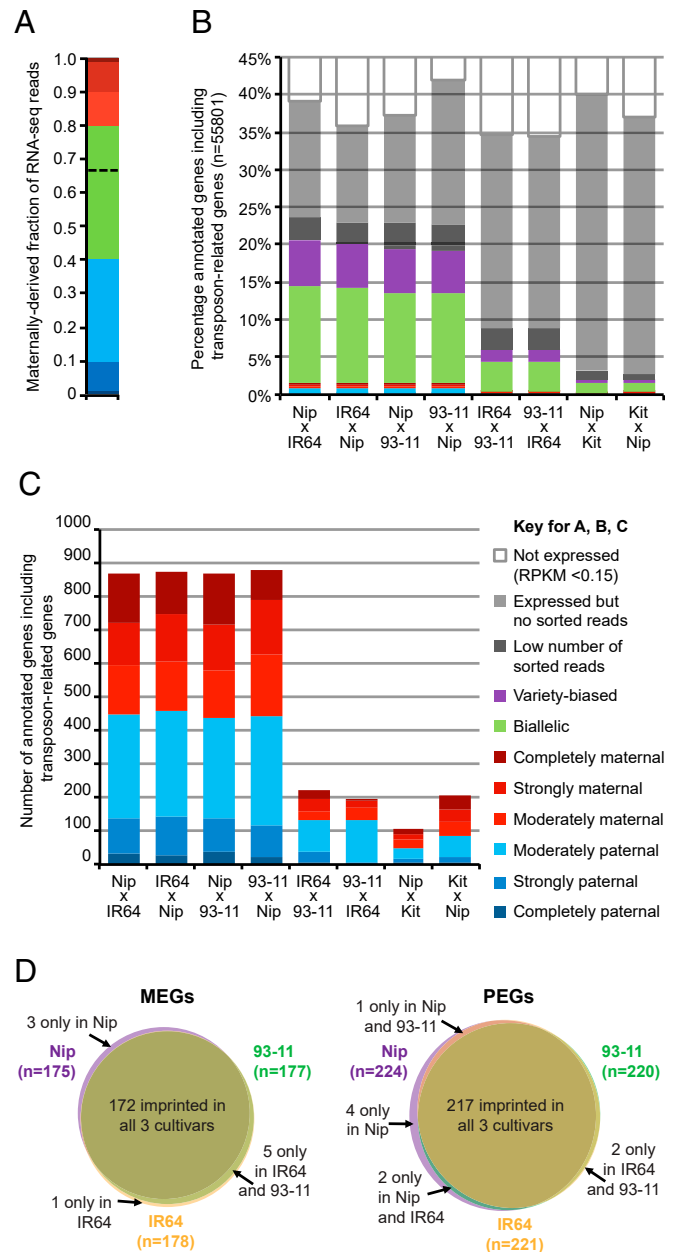 A
Maternally-derived fraction of RNA-seq reads
1.0
0.9
0.8
0.7
0.6
0.5
0.4
0.3
0.2
0.1
0
B
Percentage annotated genes including
transposon-related genes (n=55801)
45%
40%
35%
30%
25%
20%
15%
10%
5%
0%
Nip
x
IR64
IR64
x
Nip
Nip
x
93-11
93-11
x
Nip
IR64
x
93-11
93-11
x
IR64
Nip
x
Kit
Kit
x
Nip
C
Number of annotated genes including
transposon-related genes
1000
900
800
700
600
500
400
300
200
100
0
Nip
x
IR64
IR64
x
Nip
Nip
x
93-11
93-11
x
Nip
IR64
x
93-11
93-11
x
IR64
Nip
x
Kit
Kit
x
Nip
Key for A, B, C
Not expressed
(RPKM <0.15)
Expressed but
no sorted reads
Low number of
sorted reads
Variety-biased
Biallelic
Completely maternal
Strongly maternal
Moderately maternal
Moderately paternal
Strongly paternal
Completely paternal
D
MEGs
3 only in Nip
Nip
(n=175)
93-11
(n=177)
172 imprinted in
all 3 cultivars
5 only
in IR64
and 93-11
1 only in
IR64
IR64
(n=178)
PEGs
1 only in Nip
and 93-11
Nip
(n=224)
93-11
(n=220)
217 imprinted in
all 3 cultivars
4 only
in Nip
2 only
in Nip
and IR64
2 only
in IR64
and 93-11
IR64
(n=221)